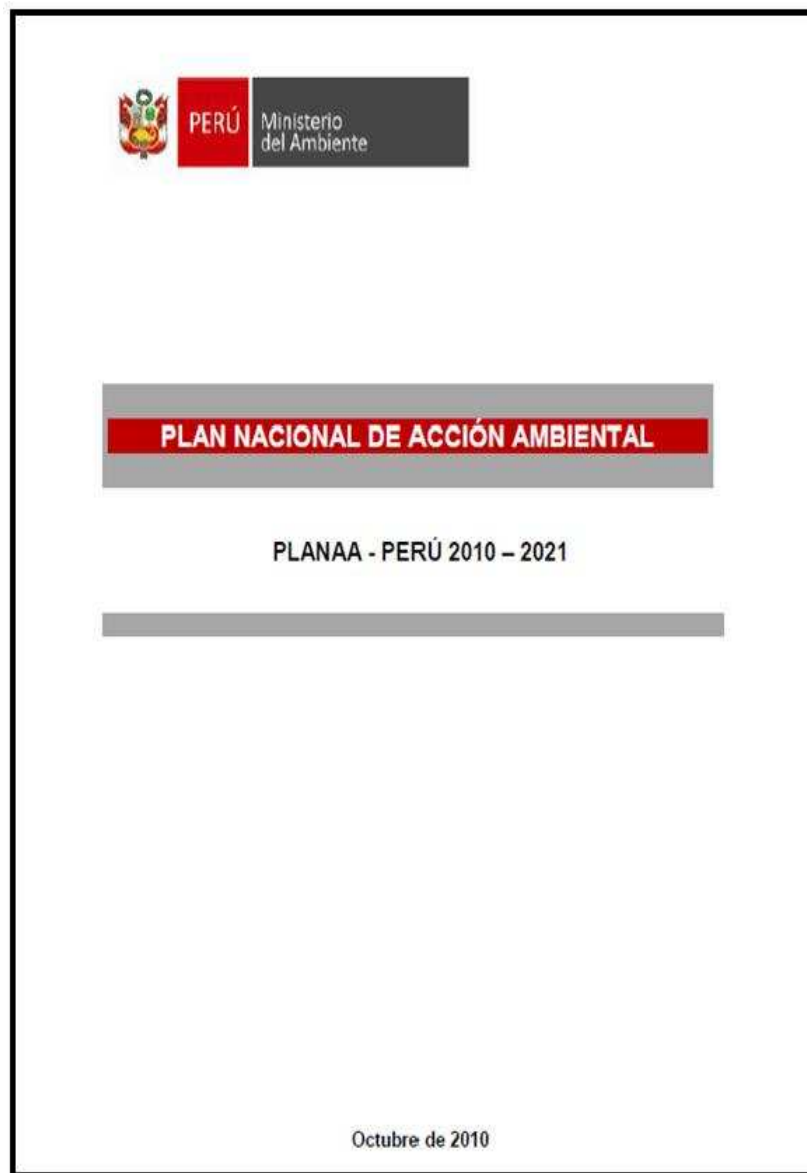 PERÚ
Ministerio
del Ambiente
PLAN NACIONAL DE ACCIÓN AMBIENTAL
PLANAA - PERÚ 2010 – 2021
Octubre de 2010